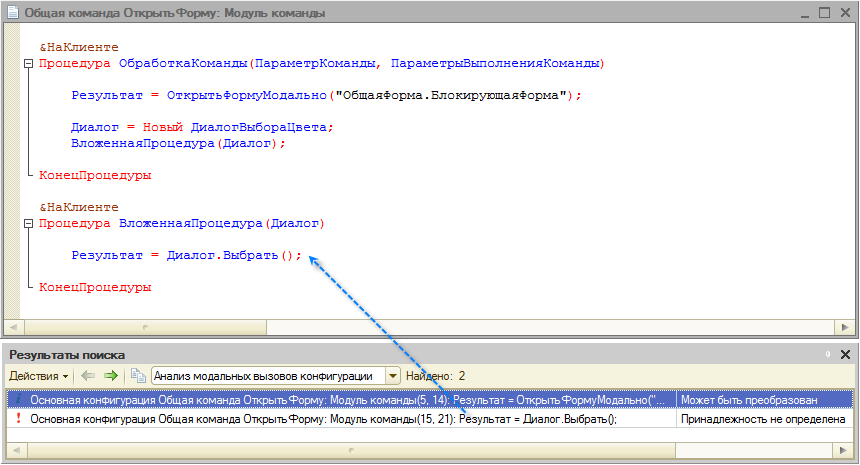 Общая команда ОткрытьФорму: Модуль команды
&НаКлиенте
Процедура ОбработкаКоманды(ПараметрКоманды, ПараметрыВыполненияКоманды)
Результат = ОткрытьФормуМодально("ОбщаяФорма.БлокирующаяФорма");
Диалог = Новый ДиалогВыбораЦвета;
ВложеннаяПроцедура(Диалог);
КонецПроцедуры
&НаКлиенте
Процедура ВложеннаяПроцедура(Диалог)
Результат = Диалог.Выбрать();
КонецПроцедуры
Результаты поиска
Действия Анализ модальных вызовов конфигурации Найдено: 2
i Основная конфигурация Общая команда ОткрытьФорму: Модуль команды(5, 14): Результат = ОткрытьФормуМодально("... Может быть преобразован
! Основная конфигурация Общая команда ОткрытьФорму: Модуль команды(15, 21): Результат = Диалог.Выбрать(); Принадлежность не определена